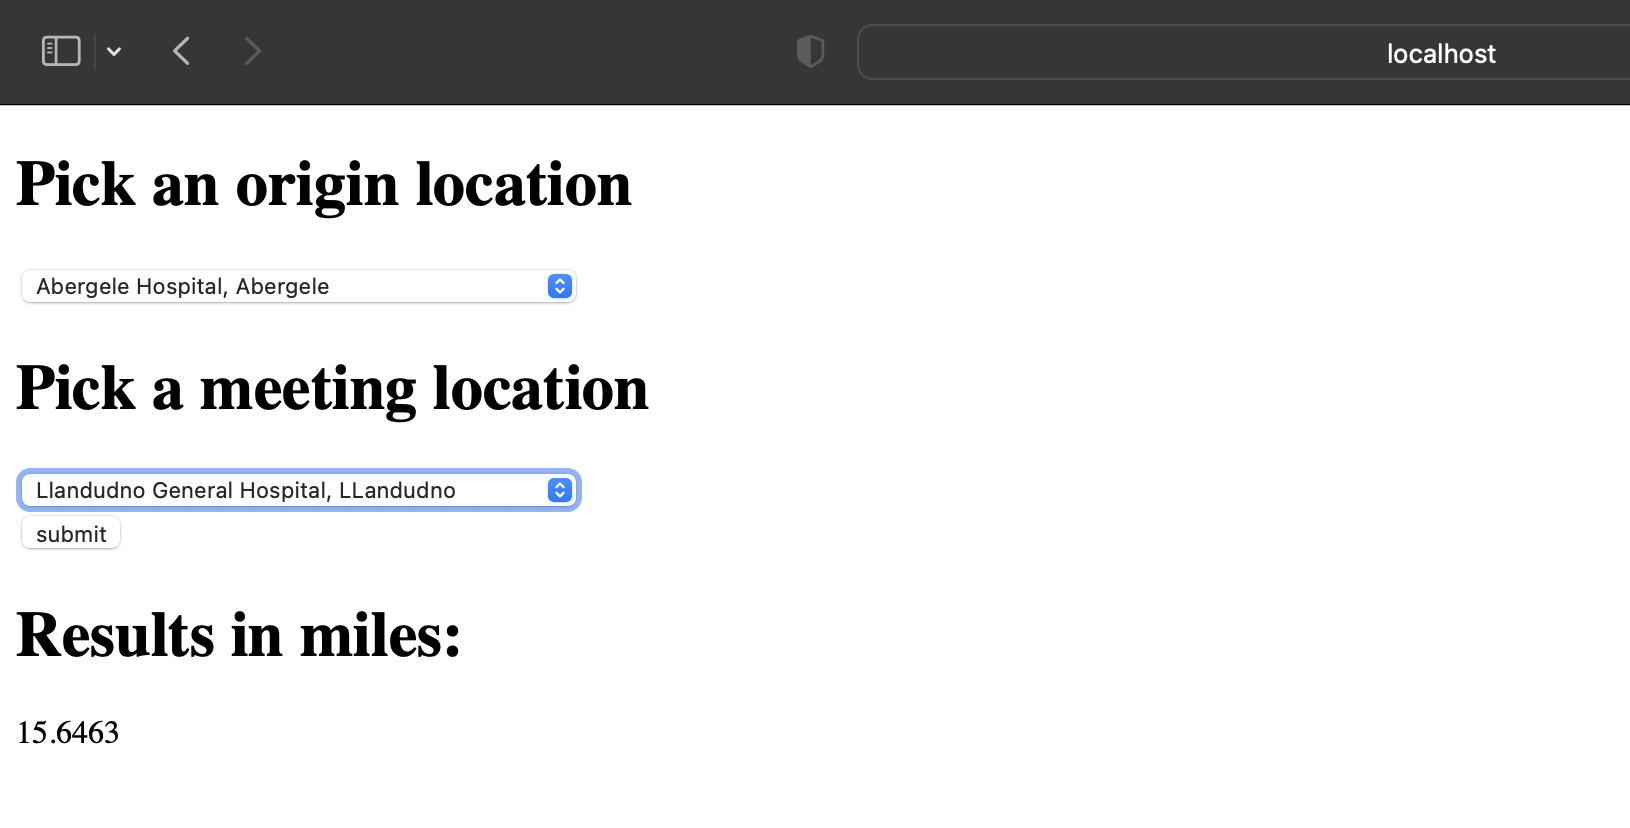 localhost
Pick an origin location
Abergele Hospital, Abergele
Pick a meeting location
Llandudno General Hospital, LLandudno
submit
Results in miles:
15.6463